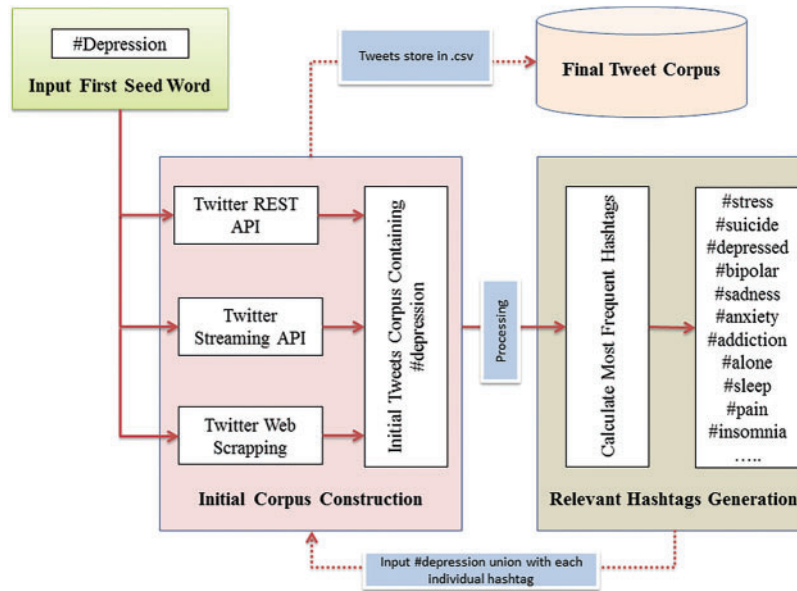 #Depression
Input First Seed Word
Tweets store in .csv
Final Tweet Corpus
Twitter REST
API
Twitter
Streaming API
Twitter Web
Scrapping
Initial Tweets Corpus Containing
#depression
Initial Corpus Construction
Processing
Calculate Most Frequent Hashtags
#stress
#suicide
#depressed
#bipolar
#sadness
#anxiety
#addiction
#alone
#sleep
#pain
#insomnia
…..
Relevant Hashtags Generation
Input #depression union with each
individual hashtag